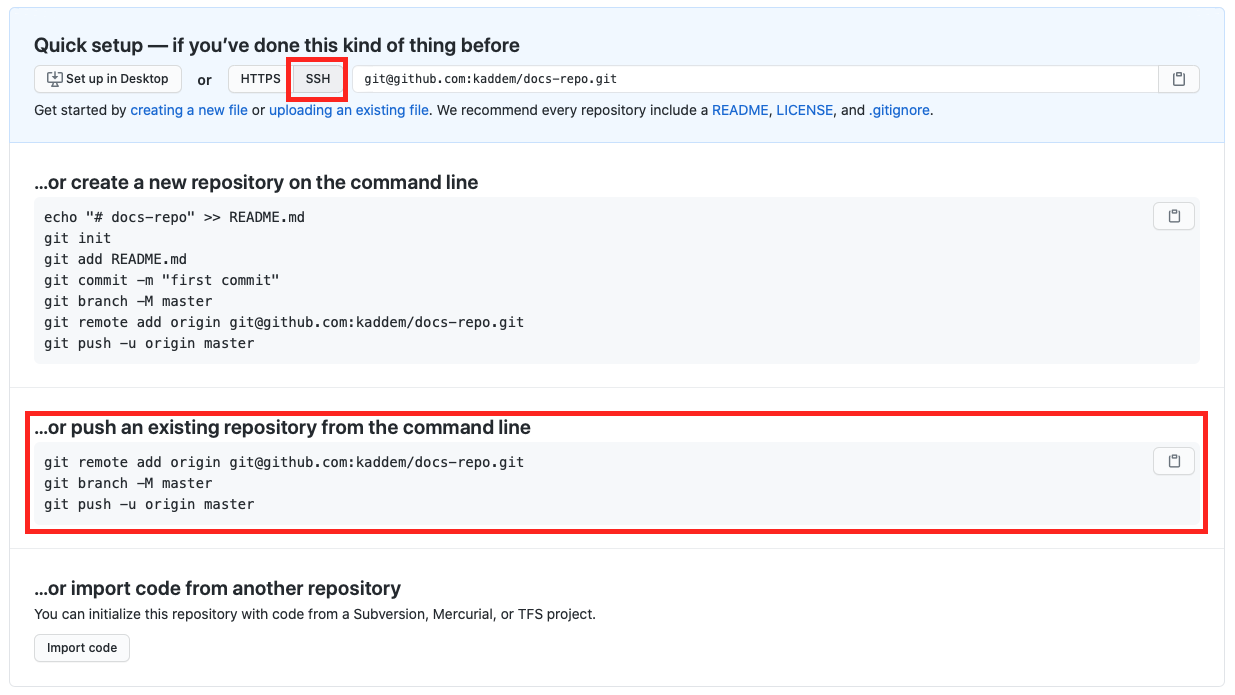 Quick setup — if you’ve done this kind of thing before
Set up in Desktop or HTTPS SSH git@github.com:kaddem/docs-repo.git
Get started by creating a new file or uploading an existing file. We recommend every repository include a README, LICENSE, and .gitignore.
…or create a new repository on the command line
echo "# docs-repo" >> README.md
git init
git add README.md
git commit -m "first commit"
git branch -M master
git remote add origin git@github.com:kaddem/docs-repo.git
git push -u origin master
…or push an existing repository from the command line
git remote add origin git@github.com:kaddem/docs-repo.git
git branch -M master
git push -u origin master
…or import code from another repository
You can initialize this repository with code from a Subversion, Mercurial, or TFS project.
Import code